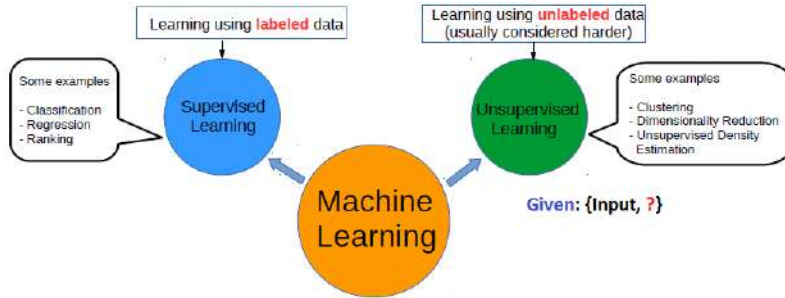 Learning using labeled data
Learning using unlabeled data
(usually considered harder)
Some examples
- Classification
- Regression
- Ranking
Supervised
Learning
Unsupervised
Learning
Some examples
- Clustering
- Dimensionality Reduction
- Unsupervised Density
Estimation
Machine
Learning
Given: {Input, ?}